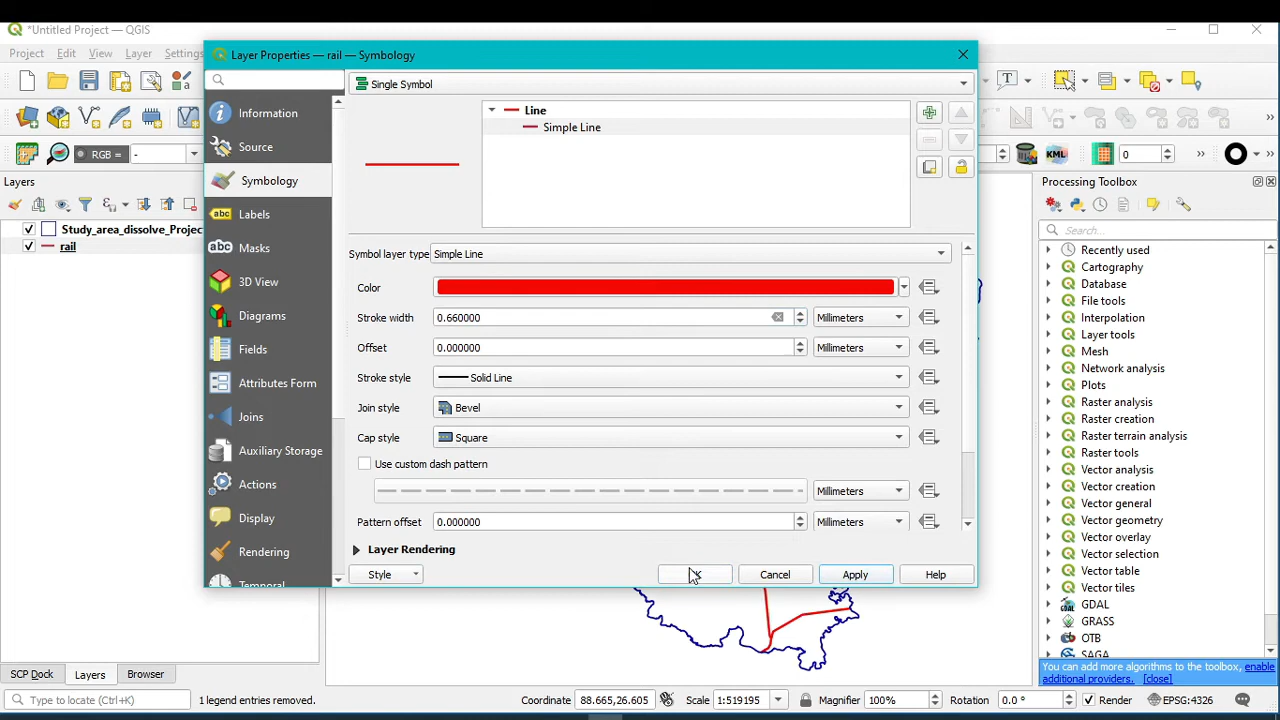 *Untitled Project — QGIS
Project Edit View Layer Settings
Layer Properties — rail — Symbology
Single Symbol
Information
Source
Symbology
Labels
Masks
3D View
Diagrams
Fields
Attributes Form
Joins
Auxiliary Storage
Actions
Display
Rendering
Temporal
Line
Simple Line
Symbol layer type Simple Line
Color
Stroke width 0.660000 Millimeters
Offset 0.000000 Millimeters
Stroke style Solid Line
Join style Bevel
Cap style Square
Use custom dash pattern
Millimeters
Pattern offset 0.000000 Millimeters
Layer Rendering
Style Cancel Apply Help
RGB = -
KML 0
Layers
Study_area_dissolve_Projec
rail
Processing Toolbox
Search...
Recently used
Cartography
Database
File tools
Interpolation
Layer tools
Mesh
Network analysis
Plots
Raster analysis
Raster creation
Raster terrain analysis
Raster tools
Vector analysis
Vector creation
Vector general
Vector geometry
Vector overlay
Vector selection
Vector table
Vector tiles
GDAL
GRASS
OTB
SAGA
You can add more algorithms to the toolbox, enable
additional providers. [close]
SCP Dock Layers Browser
Type to locate (Ctrl+K) 1 legend entries removed. Coordinate 88.665,26.605 Scale 1:519195 Magnifier 100% Rotation 0.0 ° Render EPSG:4326